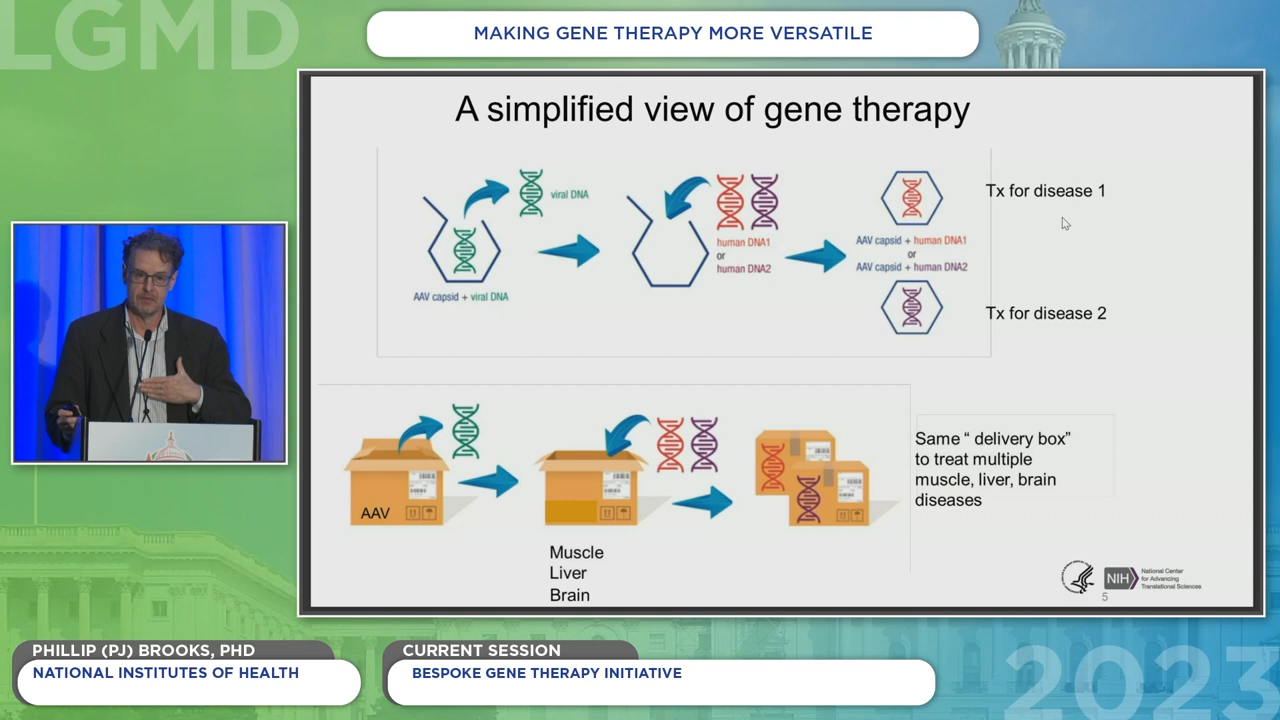 LGMD
MAKING GENE THERAPY MORE VERSATILE
A simplified view of gene therapy
viral DNA
AAV capsid + viral DNA
human DNA1
or
human DNA2
AAV capsid + human DNA1
or
AAV capsid + human DNA2
Tx for disease 1
Tx for disease 2
AAV
Muscle
Liver
Brain
Same “ delivery box”
to treat multiple
muscle, liver, brain
diseases
NIH
National Center
for Advancing
Translational Sciences
5
PHILLIP (PJ) BROOKS, PHD
NATIONAL INSTITUTES OF HEALTH
CURRENT SESSION
BESPOKE GENE THERAPY INITIATIVE
2023